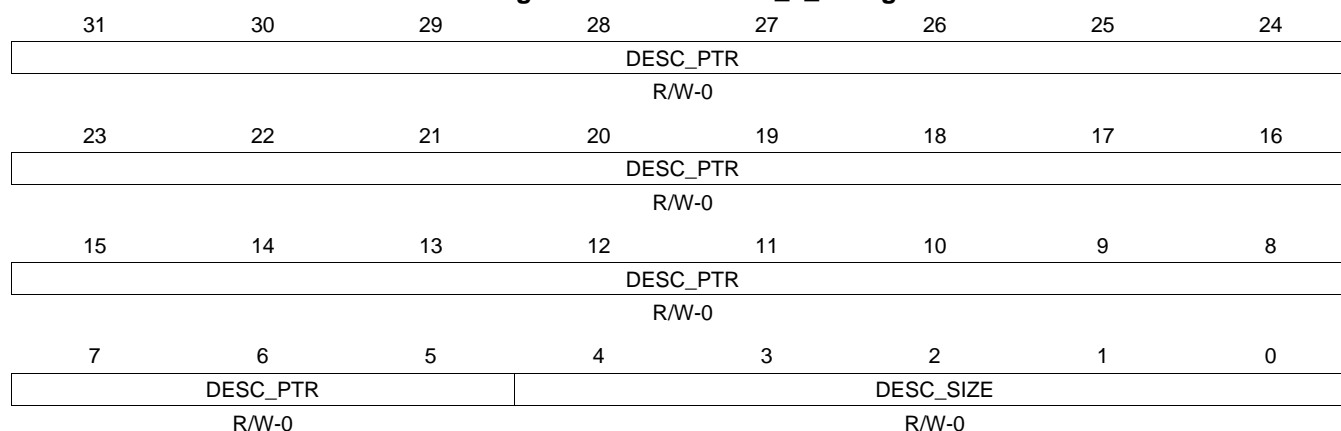 31 30 29 28 27 26 25 24
DESC_PTR
R/W-0
23 22 21 20 19 18 17 16
DESC_PTR
R/W-0
15 14 13 12 11 10 9 8
DESC_PTR
R/W-0
7 6 5 4 3 2 1 0
DESC_PTR DESC_SIZE
R/W-0 R/W-0